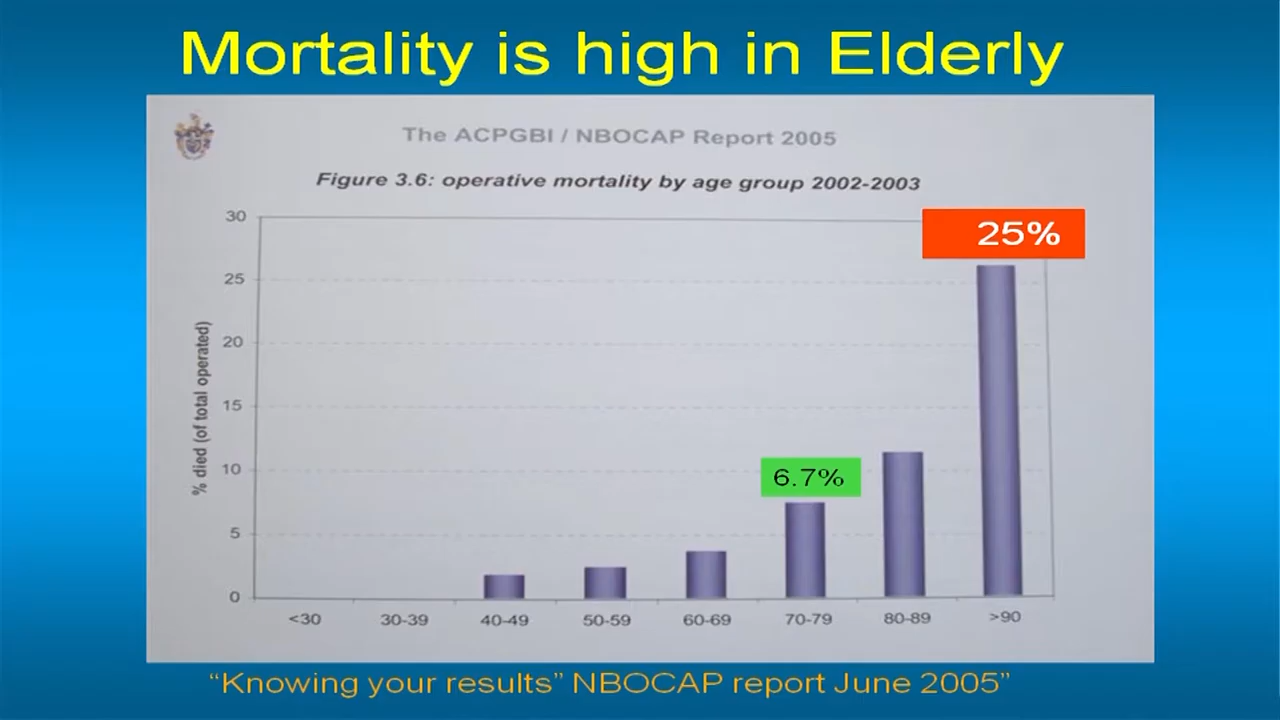 Mortality is high in Elderly
The ACPGBI / NBOCAP Report 2005
Figure 3.6: operative mortality by age group 2002-2003
% died (of total operated)
30
25
20
15
10
5
0
25%
6.7%
<30 30-39 40-49 50-59 60-69 70-79 80-89 >90
“Knowing your results” NBOCAP report June 2005”